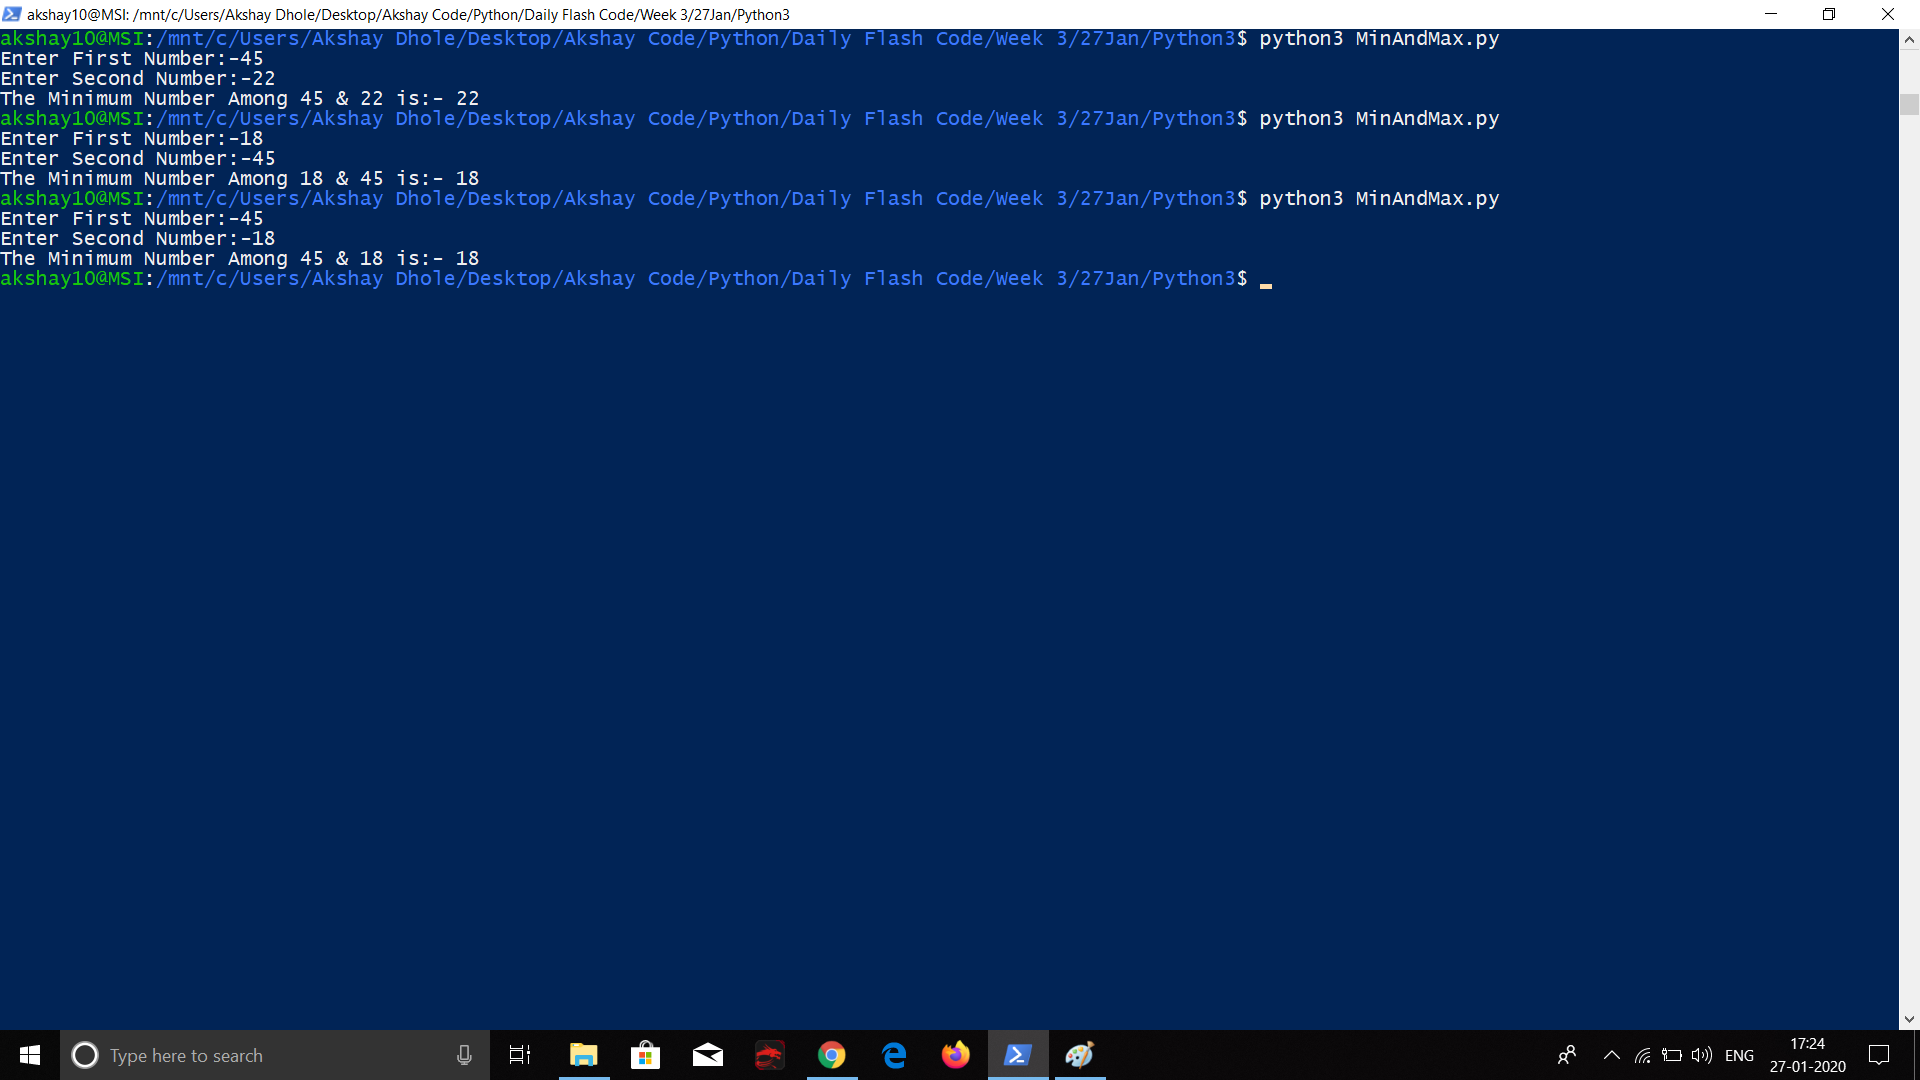 akshay10@MSI: /mnt/c/Users/Akshay Dhole/Desktop/Akshay Code/Python/Daily Flash Code/Week 3/27Jan/Python3
akshay10@MSI:/mnt/c/Users/Akshay Dhole/Desktop/Akshay Code/Python/Daily Flash Code/Week 3/27Jan/Python3$ python3 MinAndMax.py
Enter First Number:-45
Enter Second Number:-22
The Minimum Number Among 45 & 22 is:- 22
akshay10@MSI:/mnt/c/Users/Akshay Dhole/Desktop/Akshay Code/Python/Daily Flash Code/Week 3/27Jan/Python3$ python3 MinAndMax.py
Enter First Number:-18
Enter Second Number:-45
The Minimum Number Among 18 & 45 is:- 18
akshay10@MSI:/mnt/c/Users/Akshay Dhole/Desktop/Akshay Code/Python/Daily Flash Code/Week 3/27Jan/Python3$ python3 MinAndMax.py
Enter First Number:-45
Enter Second Number:-18
The Minimum Number Among 45 & 18 is:- 18
akshay10@MSI:/mnt/c/Users/Akshay Dhole/Desktop/Akshay Code/Python/Daily Flash Code/Week 3/27Jan/Python3$
Type here to search
ENG
17:24
27-01-2020